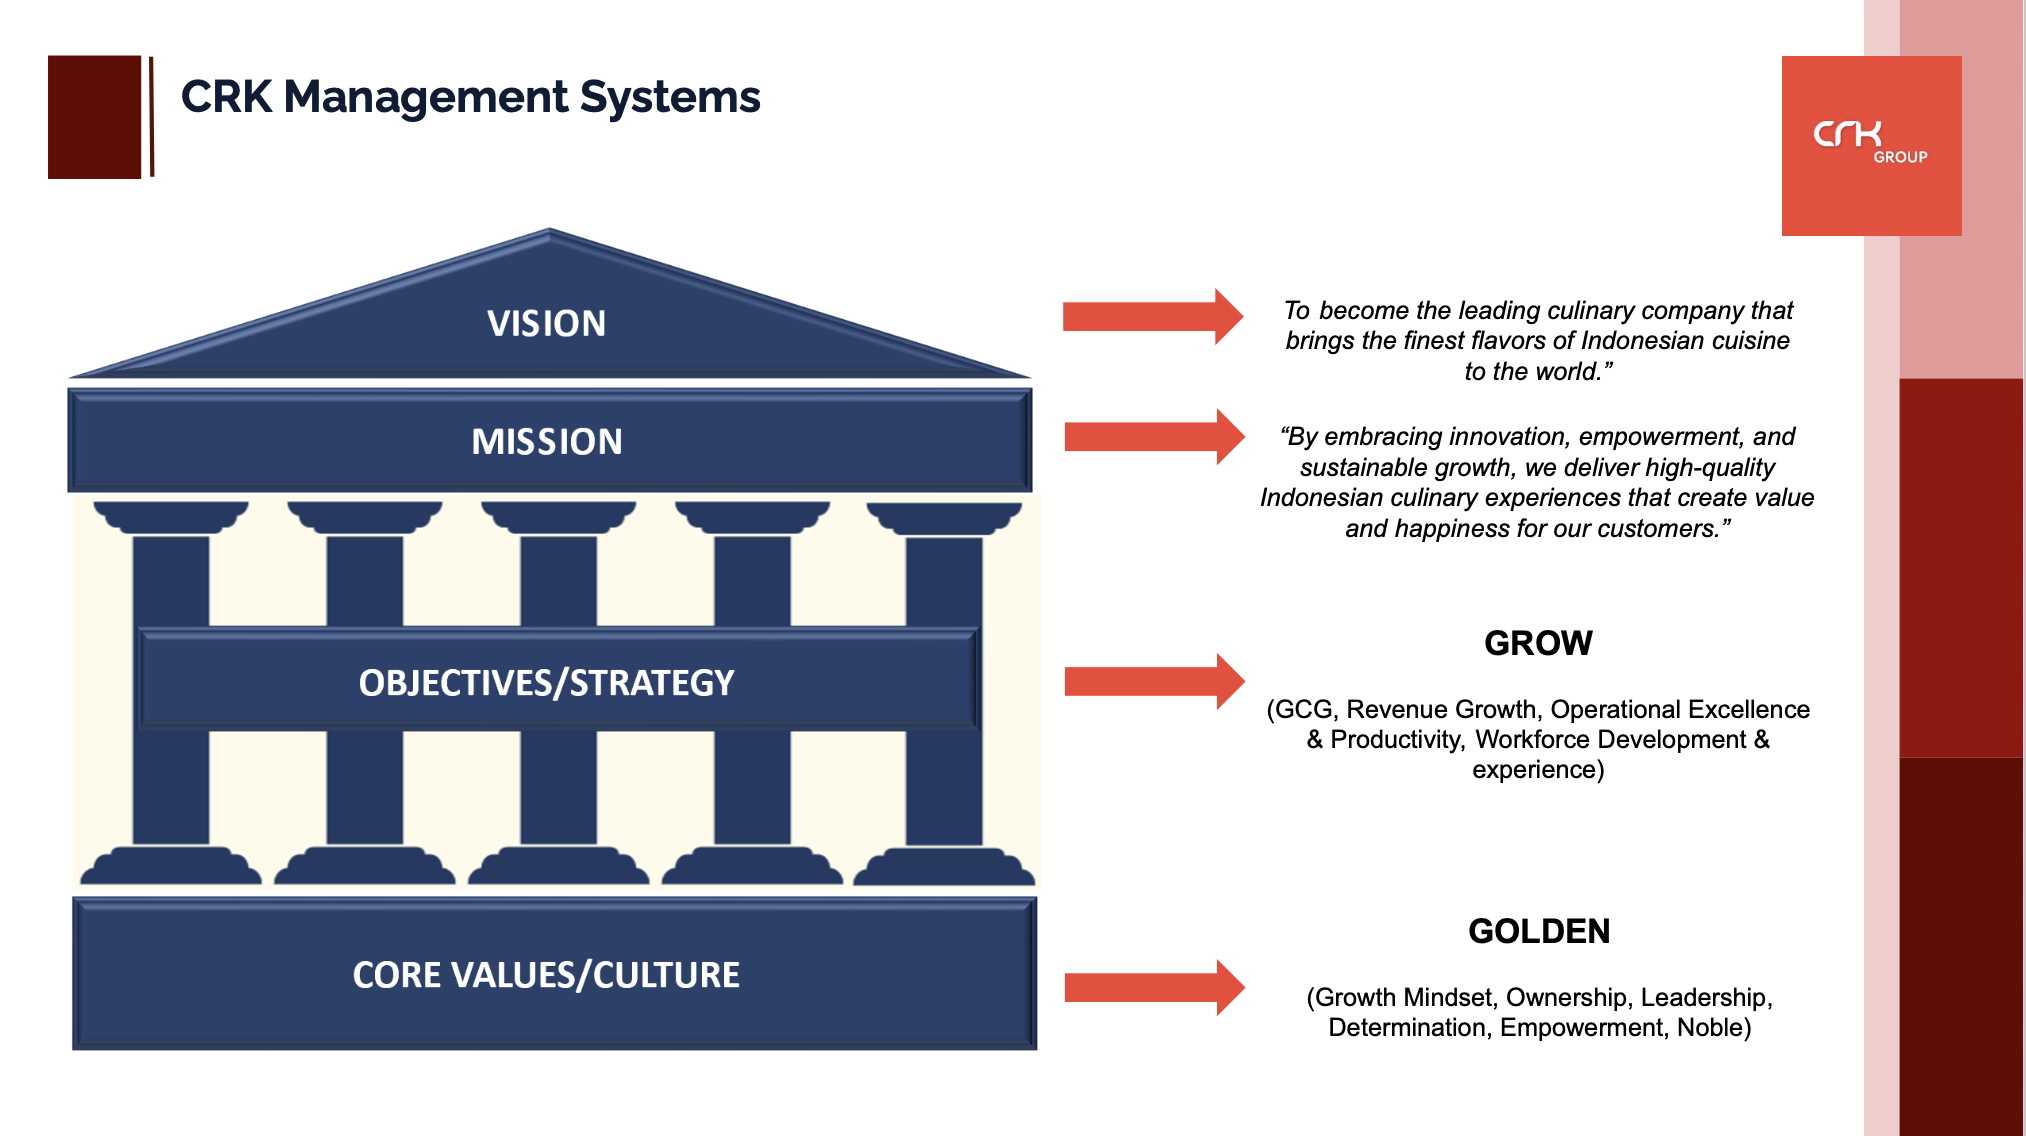 CRK Management Systems
crk
GROUP
VISION
To become the leading culinary company that
brings the finest flavors of Indonesian cuisine
to the world.”
MISSION
“By embracing innovation, empowerment, and
sustainable growth, we deliver high-quality
Indonesian culinary experiences that create value
and happiness for our customers.”
OBJECTIVES/STRATEGY
GROW
(GCG, Revenue Growth, Operational Excellence
& Productivity, Workforce Development &
experience)
CORE VALUES/CULTURE
GOLDEN
(Growth Mindset, Ownership, Leadership,
Determination, Empowerment, Noble)